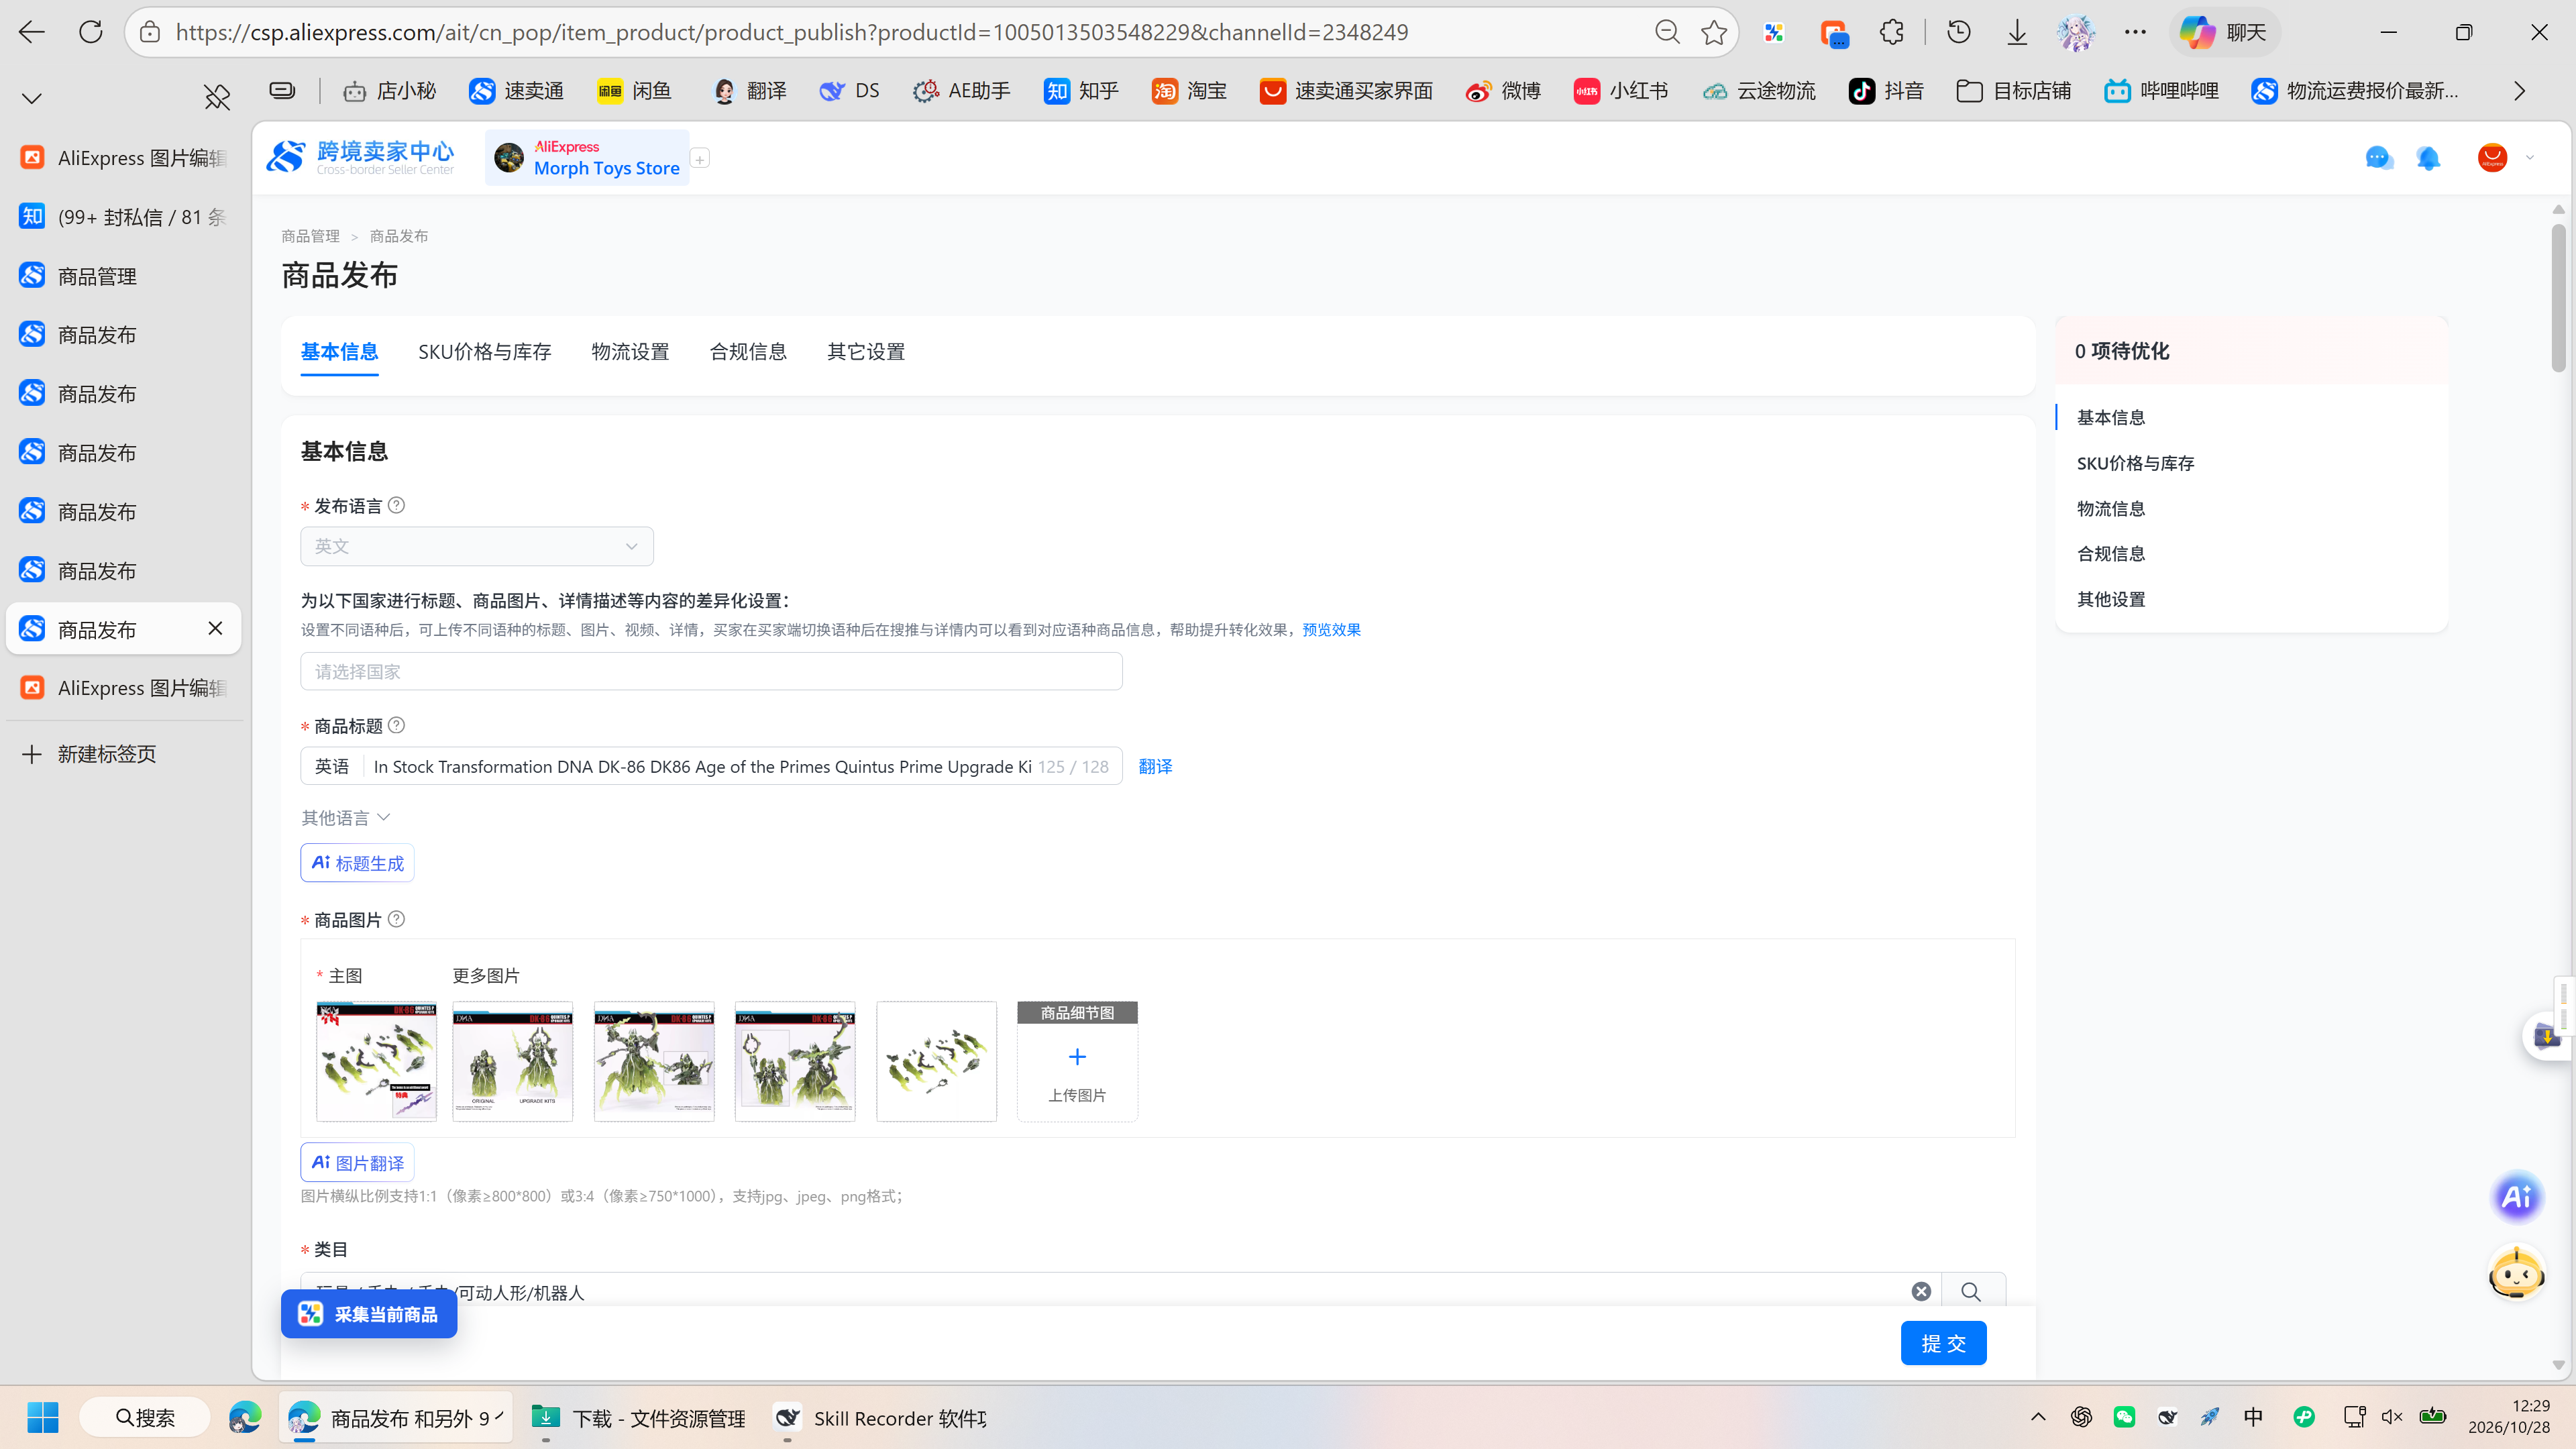 https://csp.aliexpress.com/ait/cn_pop/item_product/product_publish?productId=1005013503548229&channelId=2348249
聊天
店小秘
速卖通
闲鱼
翻译
DS
AE助手
知乎
淘宝
速卖通买家界面
微博
小红书
云途物流
抖音
目标店铺
哔哩哔哩
物流运费报价最新...
AliExpress 图片编辑
(99+ 封私信 / 81 条
商品管理
商品发布
商品发布
商品发布
商品发布
商品发布
商品发布
AliExpress 图片编辑
新建标签页
跨境卖家中心
Cross-border Seller Center
AliExpress
Morph Toys Store
商品管理 > 商品发布
商品发布
基本信息
SKU价格与库存
物流设置
合规信息
其它设置
0 项待优化
基本信息
SKU价格与库存
物流信息
合规信息
其他设置
基本信息
* 发布语言
英文
为以下国家进行标题、商品图片、详情描述等内容的差异化设置：
设置不同语种后，可上传不同语种的标题、图片、视频、详情，买家在买家端切换语种后在搜推与详情内可以看到对应语种商品信息，帮助提升转化效果，预览效果
请选择国家
* 商品标题
英语 In Stock Transformation DNA DK-86 DK86 Age of the Primes Quintus Prime Upgrade Ki 125 / 128 翻译
其他语言
Ai 标题生成
* 商品图片
* 主图
更多图片
DNA
DNA
DNA
特典
ORIGINAL
UPGRADE KITS
商品细节图
上传图片
Ai 图片翻译
图片横纵比例支持1:1（像素≥800*800）或3:4（像素≥750*1000），支持jpg、jpeg、png格式；
* 类目
/可动人形/机器人
采集当前商品
提 交
Ai
搜索
商品发布 和另外 9
下载 - 文件资源管理
Skill Recorder 软件
中
12:29
2026/10/28